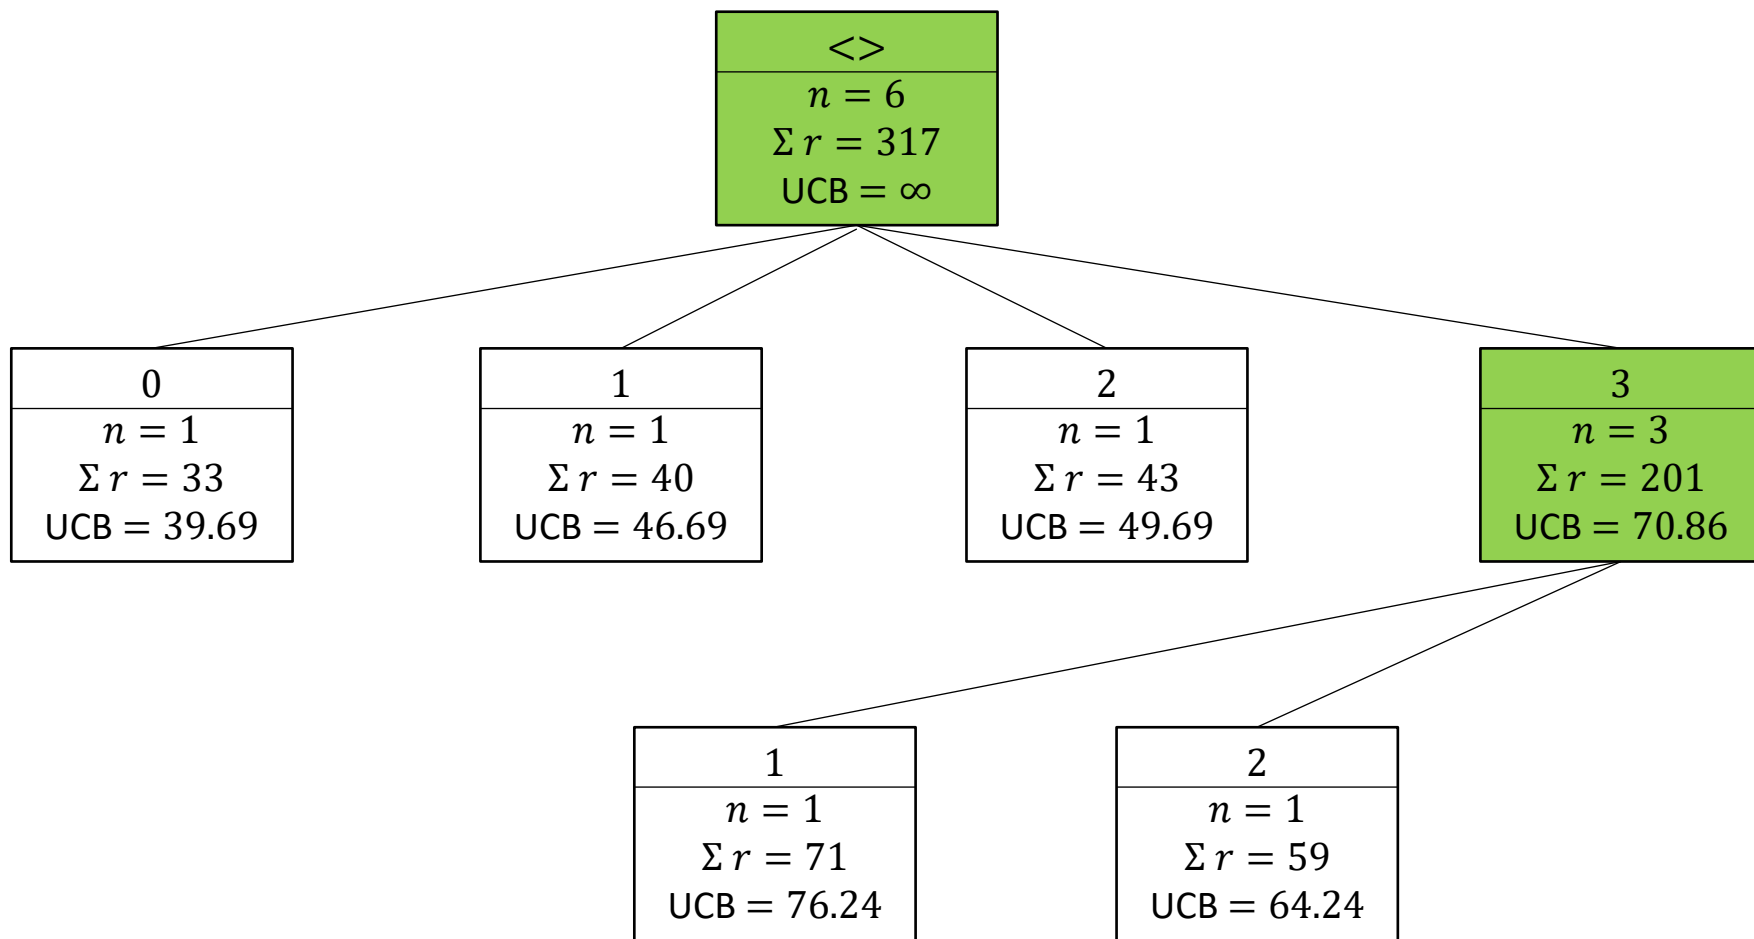 <>
n = 6
Σ r = 317
UCB = ∞
0
n = 1
Σ r = 33
UCB = 39.69
1
n = 1
Σ r = 40
UCB = 46.69
2
n = 1
Σ r = 43
UCB = 49.69
3
n = 3
Σ r = 201
UCB = 70.86
1
n = 1
Σ r = 71
UCB = 76.24
2
n = 1
Σ r = 59
UCB = 64.24